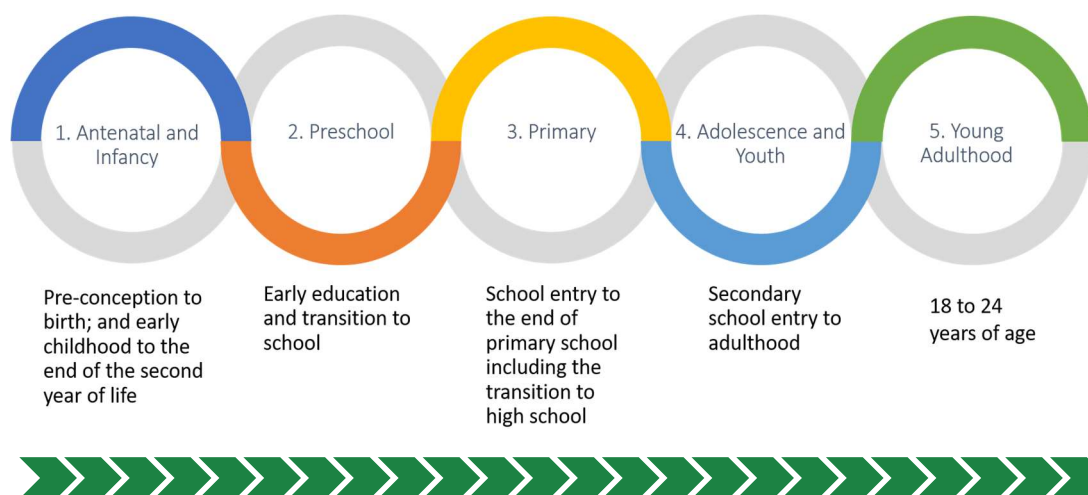 1. Antenatal and
Infancy
2. Preschool
3. Primary
4. Adolescence and
Youth
5. Young
Adulthood
Pre-conception to
birth; and early
childhood to the
end of the second
year of life
Early education
and transition to
school
School entry to
the end of
primary school
including the
transition to
high school
Secondary
school entry to
adulthood
18 to 24
years of age